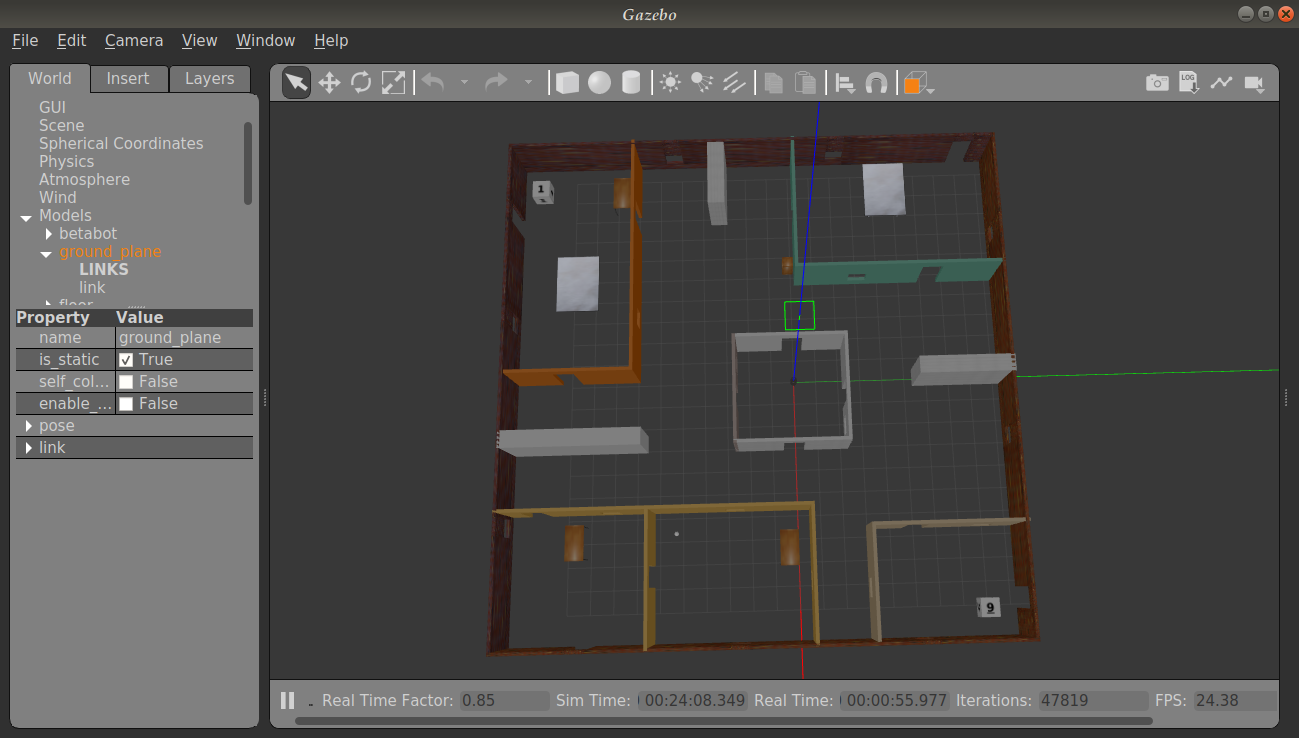 Gazebo
File Edit Camera View Window Help
World Insert Layers
LOG
GUI
Scene
Spherical Coordinates
Physics
Atmosphere
Wind
Models
betabot
ground_plane
LINKS
link
floor
Property Value
name ground_plane
is_static True
self_col... False
enable_... False
pose
link
1
9
Real Time Factor: 0.85 Sim Time: 00:24:08.349 Real Time: 00:00:55.977 Iterations: 47819 FPS: 24.38